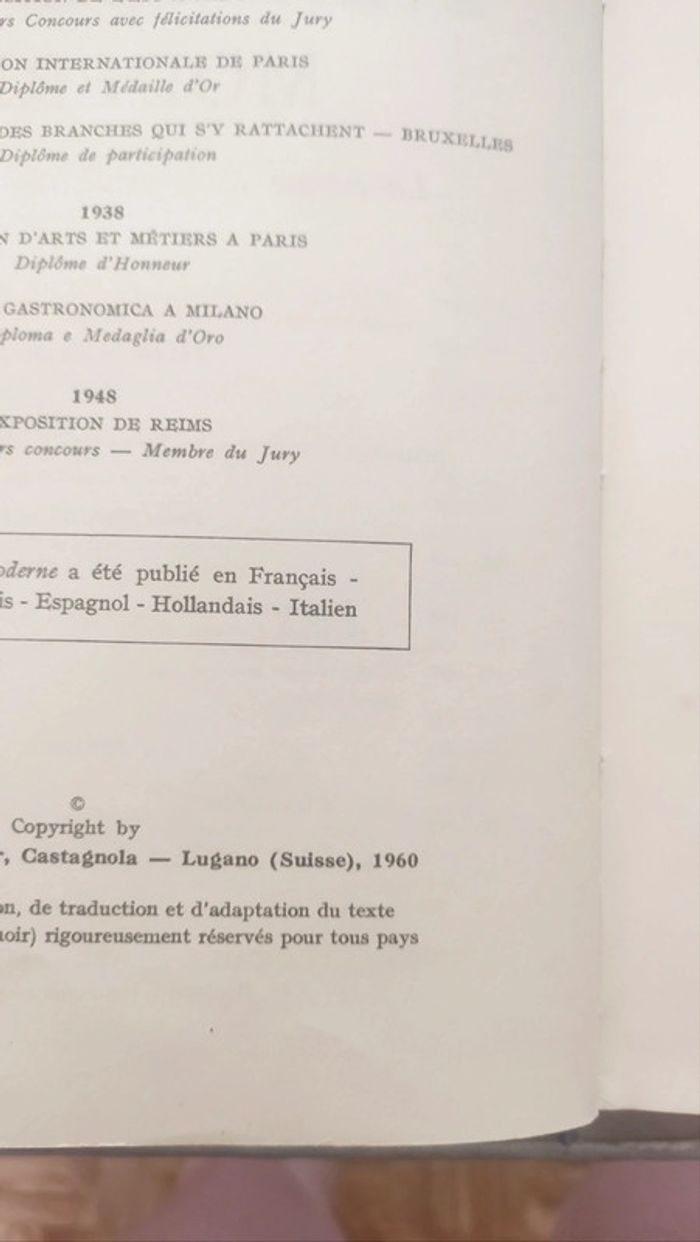 rs Concours avec félicitations du Jury
ON INTERNATIONALE DE PARIS
Diplôme et Médaille d'Or
DES BRANCHES QUI S'Y RATTACHENT — BRUXELLES
Diplôme de participation
1938
N D'ARTS ET MÉTIERS A PARIS
Diplôme d'Honneur
GASTRONOMICA A MILANO
ploma e Medaglia d'Oro
1948
XPOSITION DE REIMS
rs concours — Membre du Jury
oderne a été publié en Français -
is - Espagnol - Hollandais - Italien
©
Copyright by
r, Castagnola — Lugano (Suisse), 1960
on, de traduction et d'adaptation du texte
noir) rigoureusement réservés pour tous pays